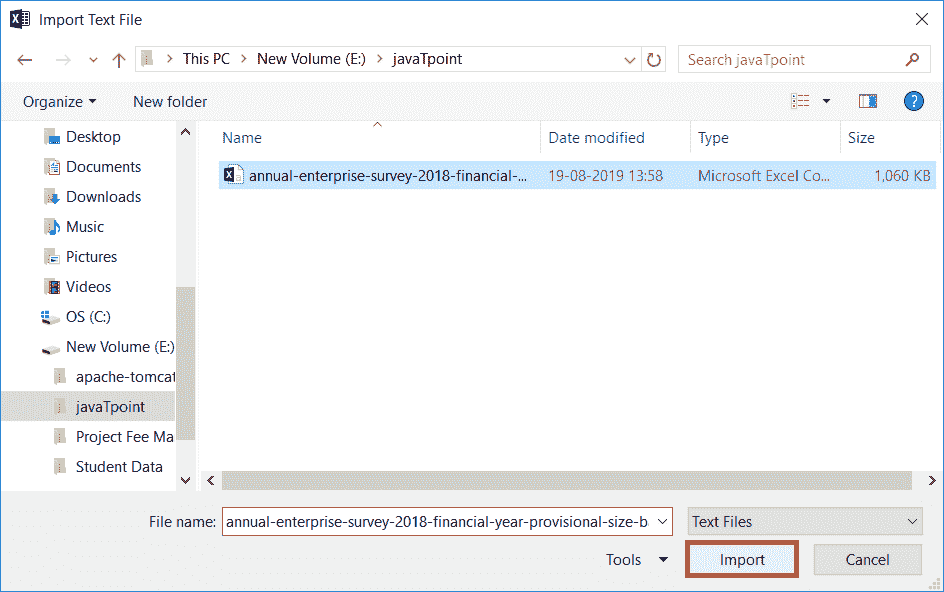 Import Text File
This PC > New Volume (E:) > javaTpoint
Search javaTpoint
Organize
New folder
?
Name
Date modified
Type
Size
annual-enterprise-survey-2018-financial-...
19-08-2019 13:58
Microsoft Excel Co...
1,060 KB
Desktop
Documents
Downloads
Music
Pictures
Videos
OS (C:)
New Volume (E:)
apache-tomcat
javaTpoint
Project Fee Ma
Student Data
File name:
annual-enterprise-survey-2018-financial-year-provisional-size-b
Text Files
Tools
Import
Cancel